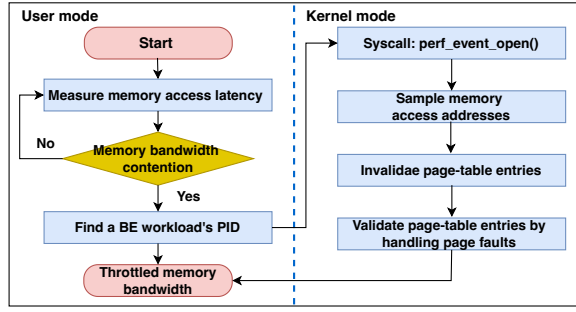 User mode
Start
Measure memory access latency
No
Memory bandwidth
contention
Yes
Find a BE workload's PID
Throttled memory
bandwidth
Kernel mode
Syscall: perf_event_open()
Sample memory
access addresses
Invalidae page-table entries
Validate page-table entries by
handling page faults